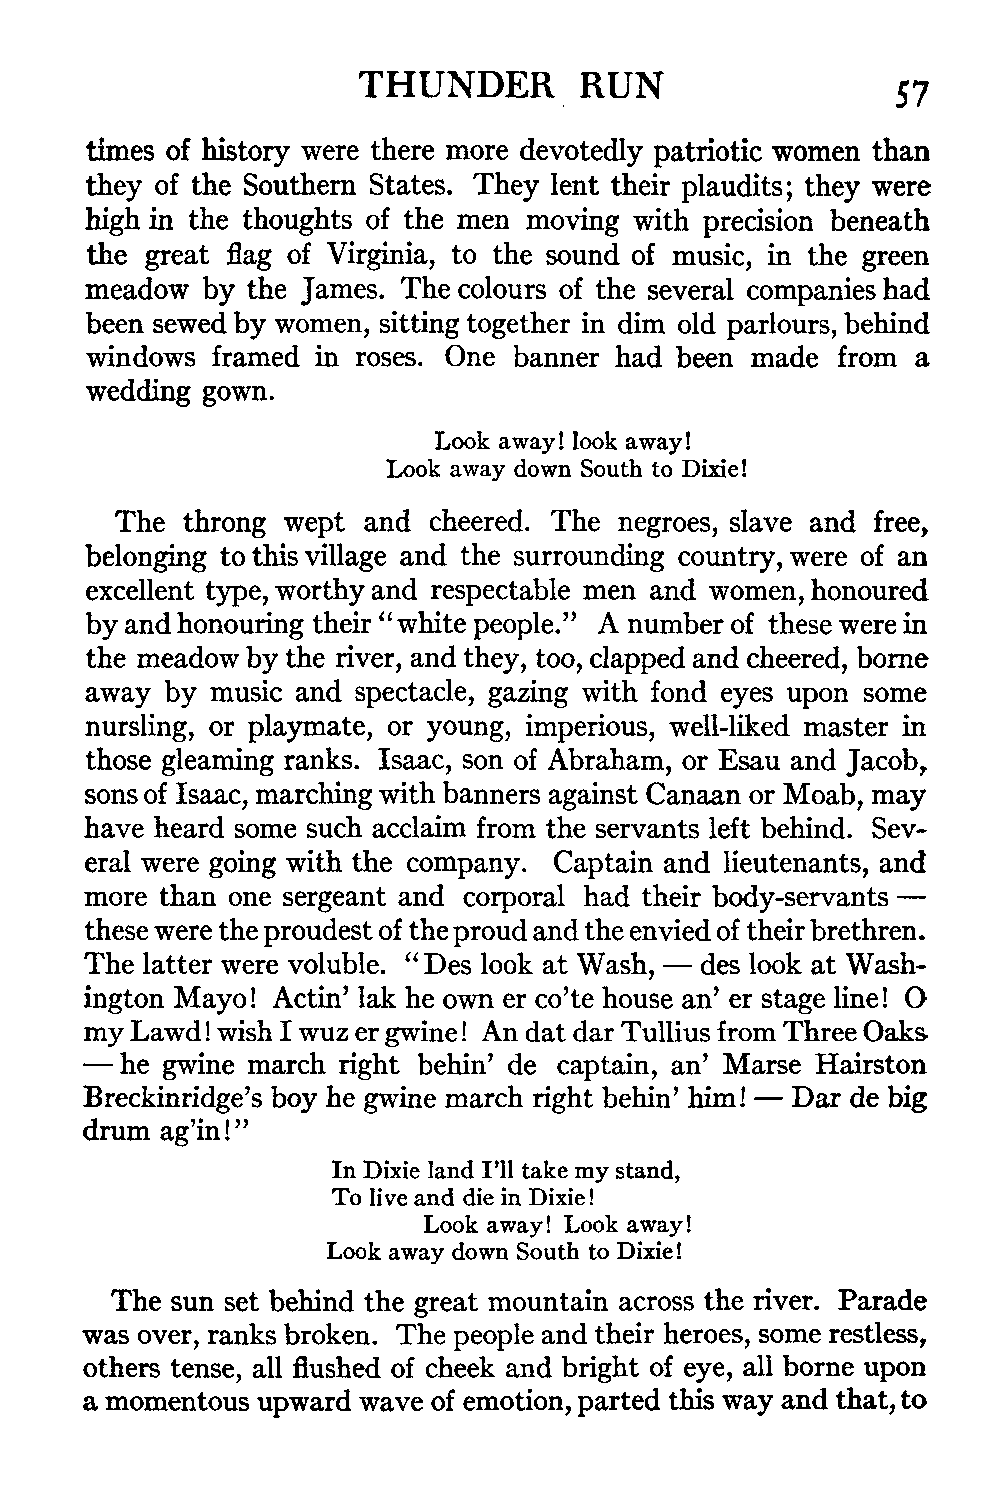 THUNDER RUN 57
times of history were there more devotedly patriotic women than
they of the Southern States. They lent their plaudits; they were
high in the thoughts of the men moving with precision beneath
the great flag of Virginia, to the sound of music, in the green
meadow by the James. The colours of the several companies had
been sewed by women, sitting together in dim old parlours, behind
windows framed in roses. One banner had been made from a
wedding gown.
Look away! look away!
Look away down South to Dixie!
The throng wept and cheered. The negroes, slave and free,
belonging to this village and the surrounding country, were of an
excellent type, worthy and respectable men and women, honoured
by and honouring their "white people." A number of these were in
the meadow by the river, and they, too, clapped and cheered, borne
away by music and spectacle, gazing with fond eyes upon some
nursling, or playmate, or young, imperious, well-liked master in
those gleaming ranks. Isaac, son of Abraham, or Esau and Jacob,
sons of Isaac, marching with banners against Canaan or Moab, may
have heard some such acclaim from the servants left behind. Sev-
eral were going with the company. Captain and lieutenants, and
more than one sergeant and corporal had their body-servants —
these were the proudest of the proud and the envied of their brethren.
The latter were voluble. "Des look at Wash, — des look at Wash-
ington Mayo! Actin' lak he own er co'te house an' er stage line! O
my Lawd! wish I wuz er gwine! An dat dar Tullius from Three Oaks
— he gwine march right behin' de captain, an' Marse Hairston
Breckinridge's boy he gwine march right behin' him! — Dar de big
drum ag'in!"
In Dixie land I'll take my stand,
To live and die in Dixie!
Look away! Look away!
Look away down South to Dixie!
The sun set behind the great mountain across the river. Parade
was over, ranks broken. The people and their heroes, some restless,
others tense, all flushed of cheek and bright of eye, all borne upon
a momentous upward wave of emotion, parted this way and that, to